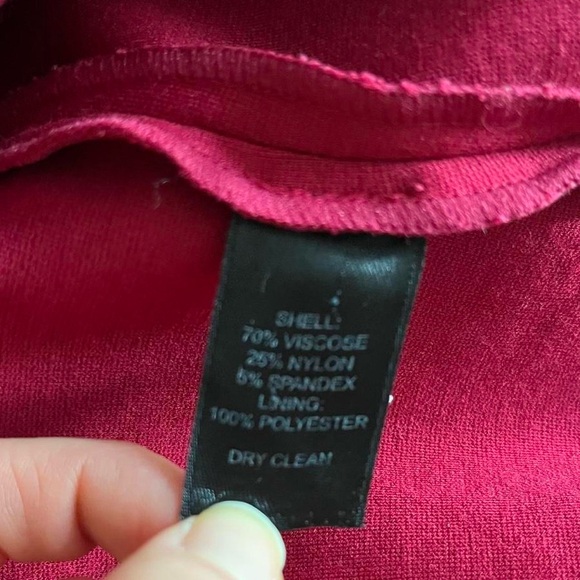 SHELL:
70% VISCOSE
25% NYLON
5% SPANDEX
LINING:
100% POLYESTER
DRY CLEAN